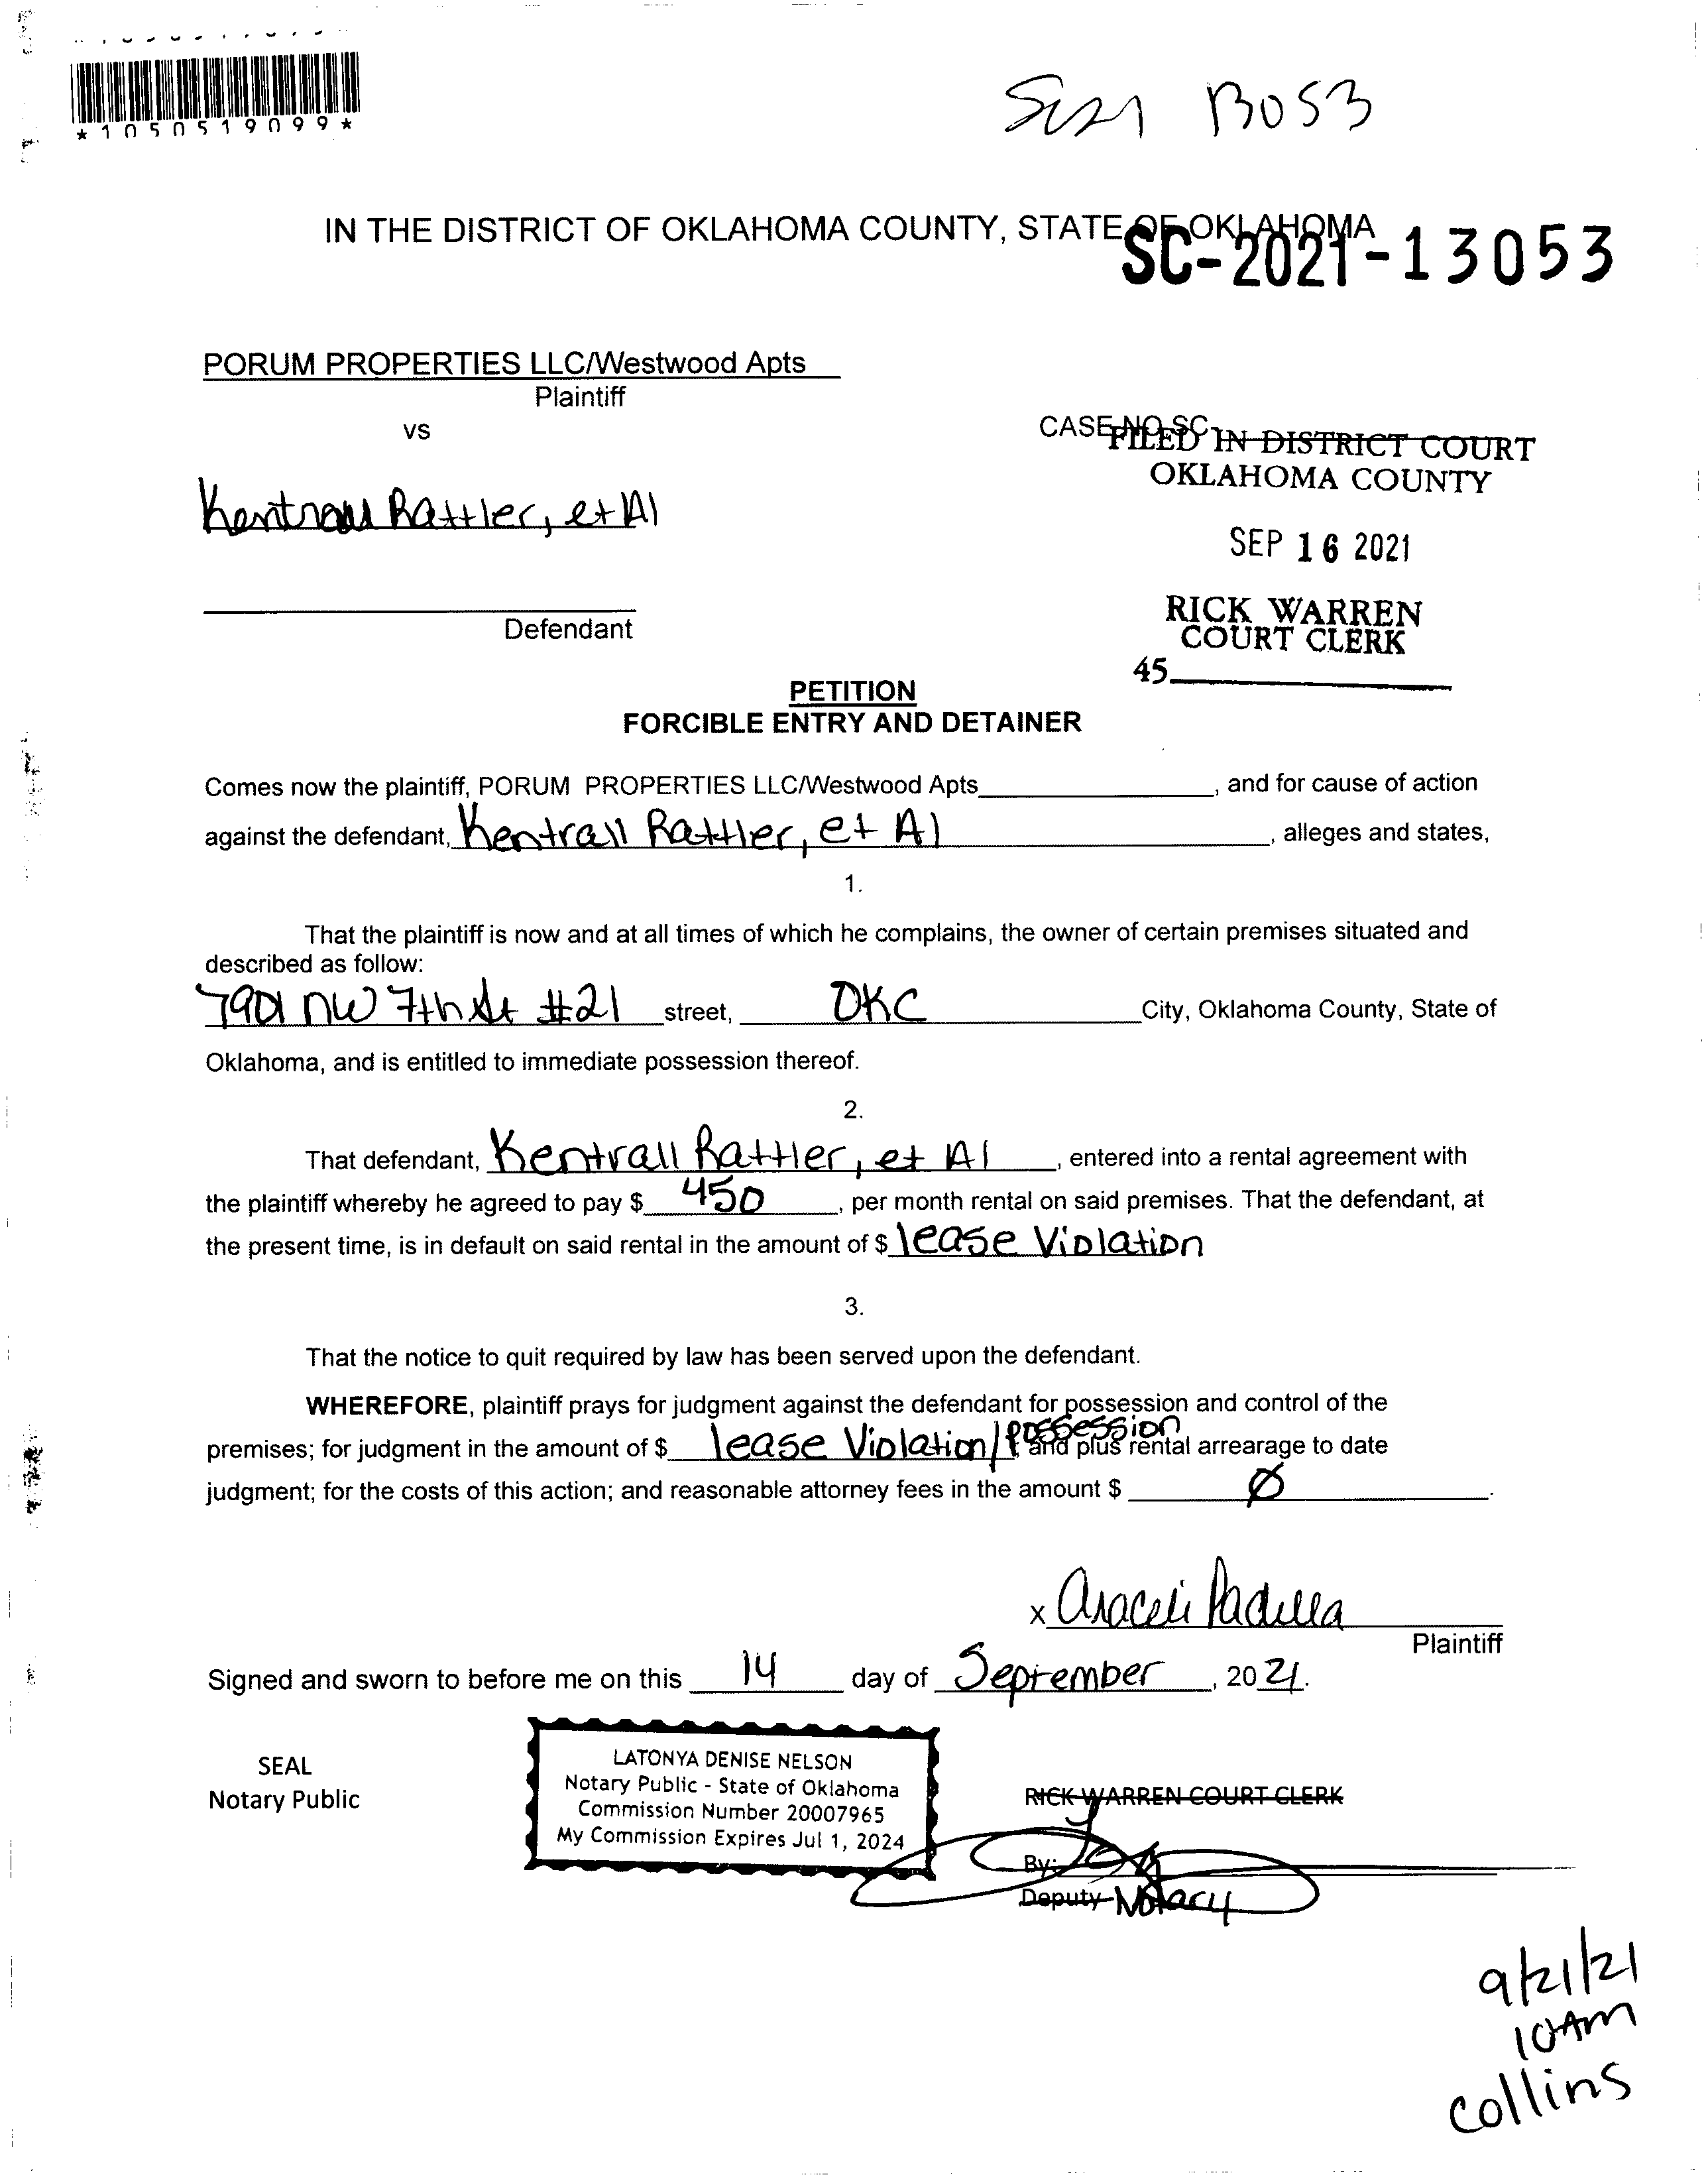 *1050519099*
SC21 13053
IN THE DISTRICT OF OKLAHOMA COUNTY, STATE OF OKLAHOMA
SC-2021-13053
PORUM PROPERTIES LLC/Westwood Apts
Plaintiff
vs
CASE NO SC
FILED IN DISTRICT COURT
OKLAHOMA COUNTY
Kentrall Rattler, et Al
SEP 16 2021
RICK WARREN
COURT CLERK
Defendant
45
PETITION
FORCIBLE ENTRY AND DETAINER
Comes now the plaintiff, PORUM PROPERTIES LLC/Westwood Apts, and for cause of action
against the defendant, Kentrall Rattler, et Al, alleges and states,
1.
That the plaintiff is now and at all times of which he complains, the owner of certain premises situated and
described as follow:
7901 NW 7th St #21 street, OKC City, Oklahoma County, State of
Oklahoma, and is entitled to immediate possession thereof.
2.
That defendant, Kentrall Rattler, et Al, entered into a rental agreement with
the plaintiff whereby he agreed to pay $ 450, per month rental on said premises. That the defendant, at
the present time, is in default on said rental in the amount of $ lease Violation
3.
That the notice to quit required by law has been served upon the defendant.
WHEREFORE, plaintiff prays for judgment against the defendant for possession and control of the
premises; for judgment in the amount of $ lease Violation/Possession, and plus rental arrearage to date
judgment; for the costs of this action; and reasonable attorney fees in the amount $ Ø.
x Araceli Padilla
Plaintiff
Signed and sworn to before me on this 14 day of September, 2021.
SEAL
Notary Public
LATONYA DENISE NELSON
Notary Public - State of Oklahoma
Commission Number 20007965
My Commission Expires Jul 1, 2024
RICK WARREN COURT CLERK
By:
Deputy Notary
9/21/21
10Am
Collins